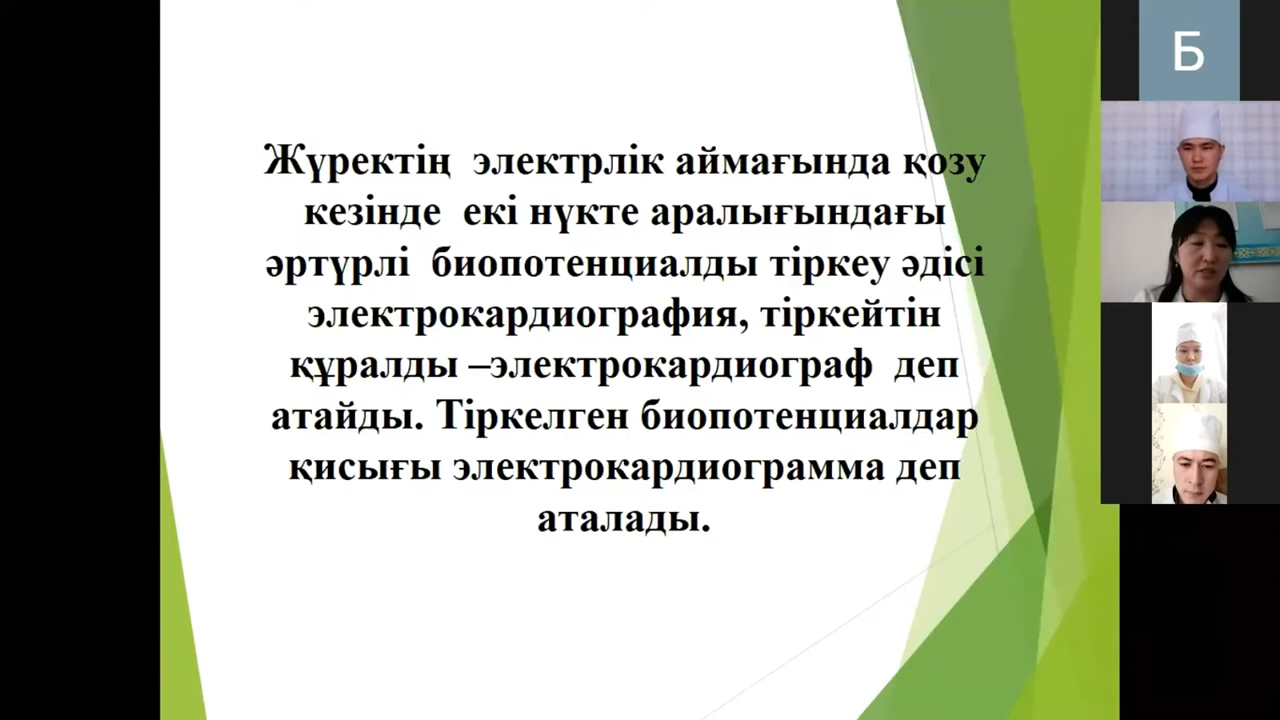 Жүректің электрлік аймағында қозу
кезінде екі нүкте аралығындағы
әртүрлі биопотенциалды тіркеу әдісі
электрокардиография, тіркейтін
құралды –электрокардиограф деп
атайды. Тіркелген биопотенциалдар
қисығы электрокардиограмма деп
аталады.
Б